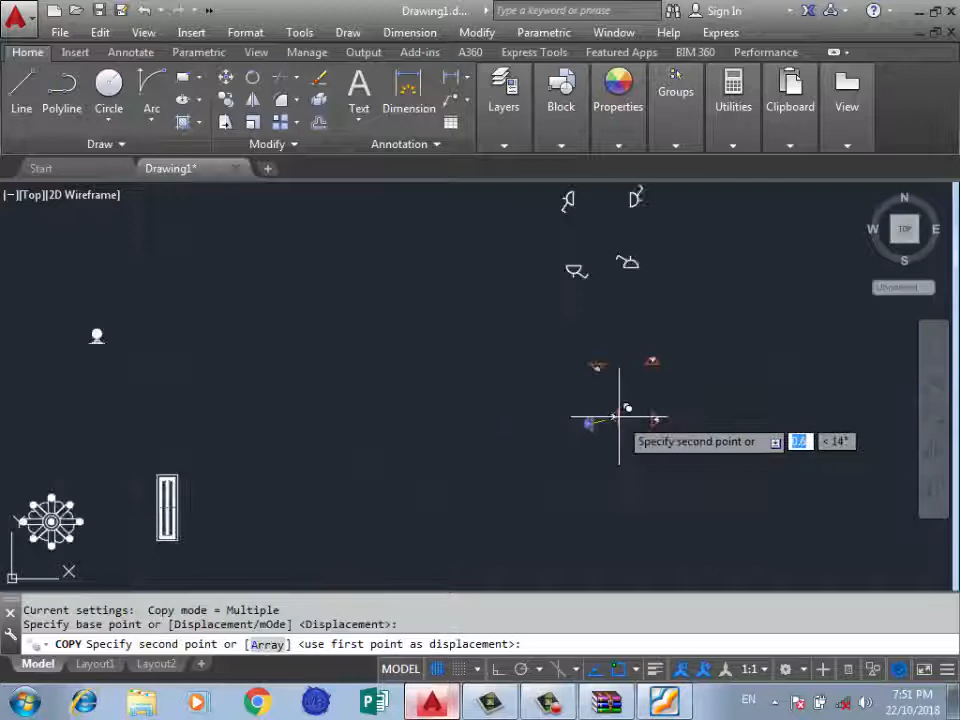 Drawing1.d...
Type a keyword or phrase
Sign In
File Edit View Insert Format Tools Draw Dimension Modify Parametric Window Help Express
Home Insert Annotate Parametric View Manage Output Add-ins A360 Express Tools Featured Apps BIM 360 Performance
Line Polyline Circle Arc Text Dimension Layers Block Properties Groups Utilities Clipboard View
Draw Modify Annotation
Start Drawing1*
[−][Top][2D Wireframe]
N
W TOP E
S
Unnamed
Specify second point or < 14°
Y
X
Current settings: Copy mode = Multiple
Specify base point or [Displacement/mOde] <Displacement>:
COPY Specify second point or [Array] <use first point as displacement>:
Model Layout1 Layout2 MODEL 1:1
EN 7:51 PM
22/10/2018